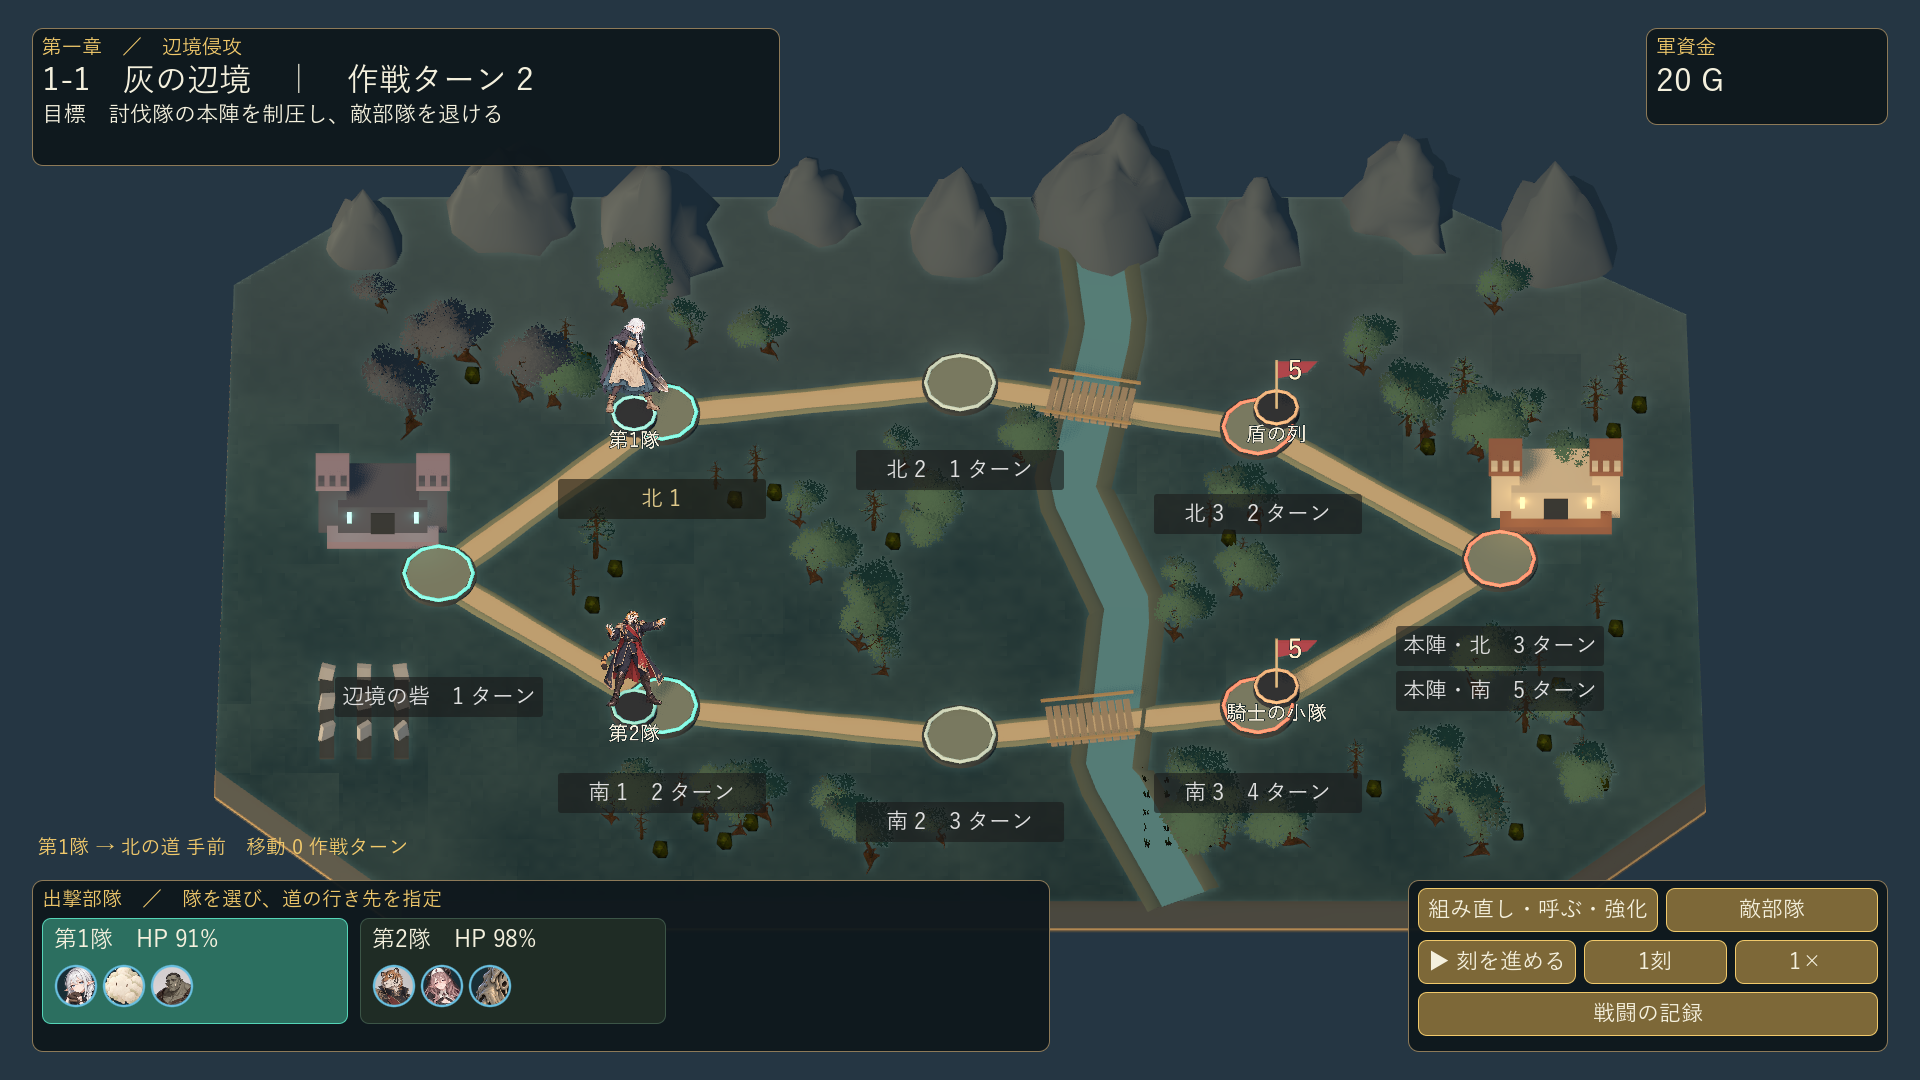 第一章　／　辺境侵攻
1-1　灰の辺境　｜　作戦ターン 2
目標　討伐隊の本陣を制圧し、敵部隊を退ける
軍資金
20 G
5
第1隊
盾の列
北 2　1 ターン
北 1
北 3　2 ターン
5
本陣・北　3 ターン
辺境の砦　1 ターン
本陣・南　5 ターン
騎士の小隊
第2隊
南 1　2 ターン
南 3　4 ターン
南 2　3 ターン
第1隊 → 北の道 手前　移動 0 作戦ターン
出撃部隊　／　隊を選び、道の行き先を指定
第1隊　HP 91%
第2隊　HP 98%
組み直し・呼ぶ・強化
敵部隊
▶ 刻を進める
1刻
1×
戦闘の記録